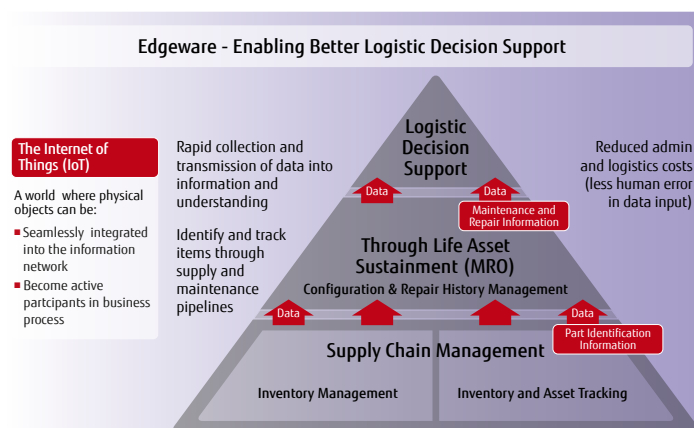 Edgeware - Enabling Better Logistic Decision Support
The Internet of
Things (IoT)
A world where physical
objects can be:
Seamlessly integrated
into the information
network
Become active
partcipants in business
process
Rapid collection and
transmission of data into
information and
understanding
Identify and track
items through
supply and
maintenance
pipelines
Logistic
Decision
Support
Reduced admin
and logistics costs
(less human error
in data input)
Data
Data
Maintenance and
Repair Information
Through Life Asset
Sustainment (MRO)
Configuration & Repair History Management
Data
Data
Part Identification
Information
Supply Chain Management
Inventory Management
Inventory and Asset Tracking